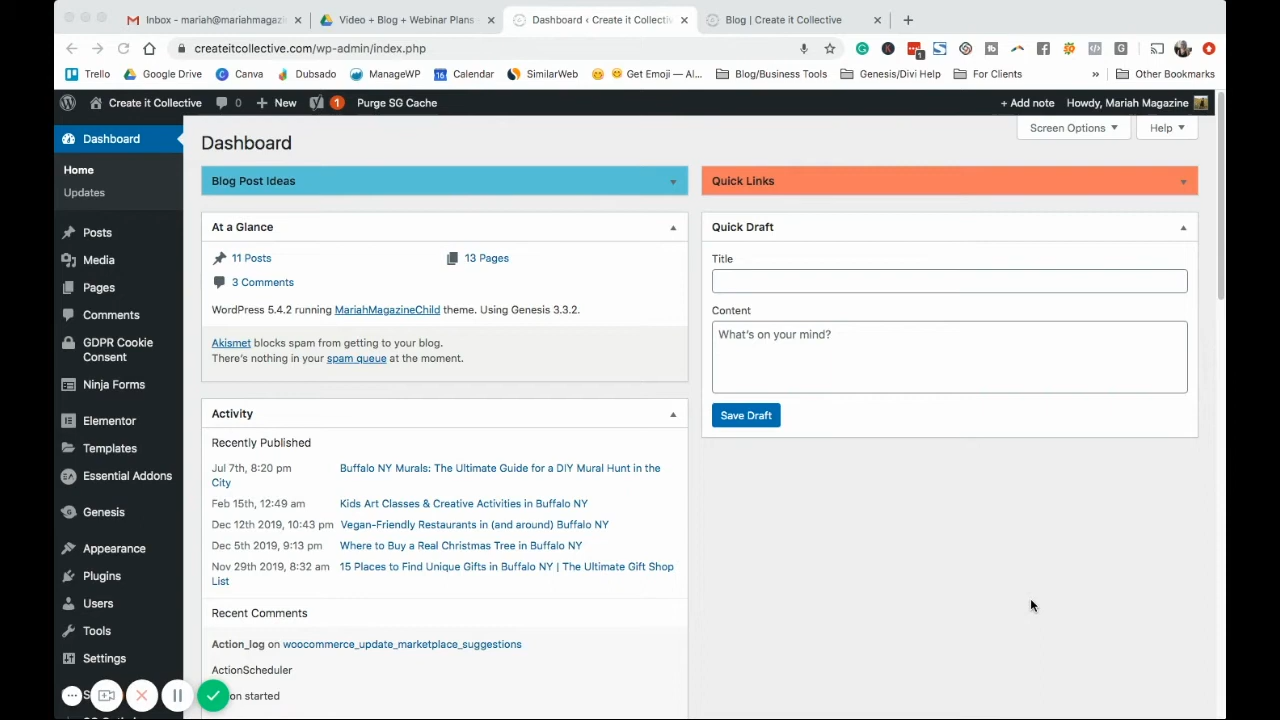 Inbox - mariah@mariahmagazi
Video + Blog + Webinar Plans
Dashboard ‹ Create it Collectiv
Blog | Create it Collective
createitcollective.com/wp-admin/index.php
Trello
Google Drive
Canva
Dubsado
ManageWP
Calendar
SimilarWeb
Get Emoji — Al...
Blog/Business Tools
Genesis/Divi Help
For Clients
»
Other Bookmarks
Create it Collective
0
+ New
1
Purge SG Cache
+ Add note
Howdy, Mariah Magazine
Dashboard
Home
Updates
Posts
Media
Pages
Comments
GDPR Cookie
Consent
Ninja Forms
Elementor
Templates
Essential Addons
Genesis
Appearance
Plugins
Users
Tools
Settings
Dashboard
Screen Options
Help
Blog Post Ideas
At a Glance
11 Posts
13 Pages
3 Comments
WordPress 5.4.2 running MariahMagazineChild theme. Using Genesis 3.3.2.
Akismet blocks spam from getting to your blog.
There's nothing in your spam queue at the moment.
Activity
Recently Published
Jul 7th, 8:20 pm Buffalo NY Murals: The Ultimate Guide for a DIY Mural Hunt in the
City
Feb 15th, 12:49 am Kids Art Classes & Creative Activities in Buffalo NY
Dec 12th 2019, 10:43 pm Vegan-Friendly Restaurants in (and around) Buffalo NY
Dec 5th 2019, 9:13 pm Where to Buy a Real Christmas Tree in Buffalo NY
Nov 29th 2019, 8:32 am 15 Places to Find Unique Gifts in Buffalo NY | The Ultimate Gift Shop
List
Recent Comments
Action_log on woocommerce_update_marketplace_suggestions
ActionScheduler
on started
Quick Links
Quick Draft
Title
Content
What's on your mind?
Save Draft